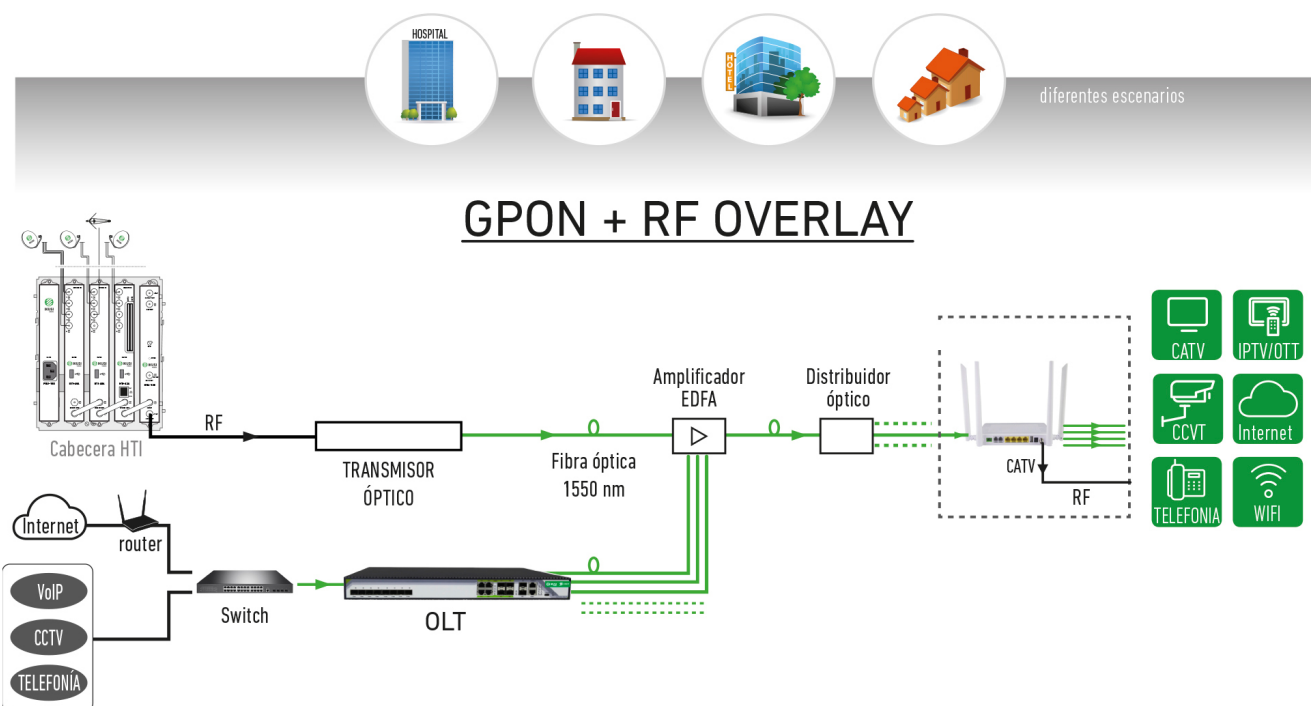 HOSPITAL
HOTEL
diferentes escenarios
GPON + RF OVERLAY
Cabecera HTI
RF
TRANSMISOR
ÓPTICO
Fibra óptica
1550 nm
Amplificador
EDFA
Distribuidor
óptico
CATV
RF
CATV
IPTV/OTT
CCVT
Internet
TELEFONIA
WIFI
Internet
router
VoIP
CCTV
TELEFONÍA
Switch
OLT